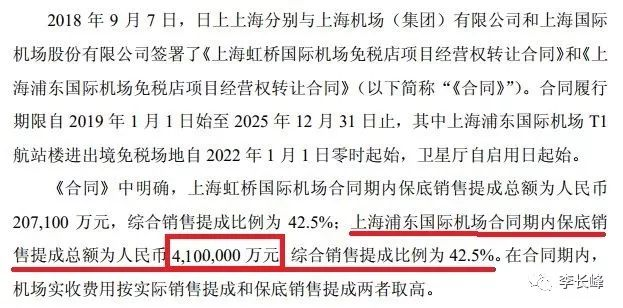 2018 年 9 月 7 日，日上上海分别与上海机场（集团）有限公司和上海国际
机场股份有限公司签署了《上海虹桥国际机场免税店项目经营权转让合同》和《上
海浦东国际机场免税店项目经营权转让合同》（以下简称“《合同》”）。合同履行
期限自 2019 年 1 月 1 日始至 2025 年 12 月 31 日止，其中上海浦东国际机场 T1
航站楼进出境免税场地自 2022 年 1 月 1 日零时起始，卫星厅自启用日起始。
《合同》中明确，上海虹桥国际机场合同期内保底销售提成总额为人民币
207,100 万元，综合销售提成比例为 42.5%；上海浦东国际机场合同期内保底销
售提成总额为人民币 4,100,000 万元 综合销售提成比例为 42.5%。在合同期内，
机场实收费用按实际销售提成和保底销售提成两者取高。
李长峰